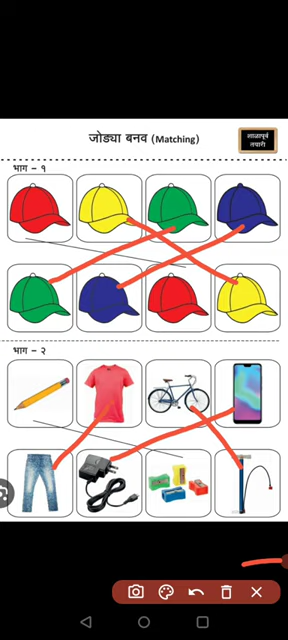 जोड्या बनव (Matching)
शाळापूर्व
तयारी
भाग - १
भाग - २